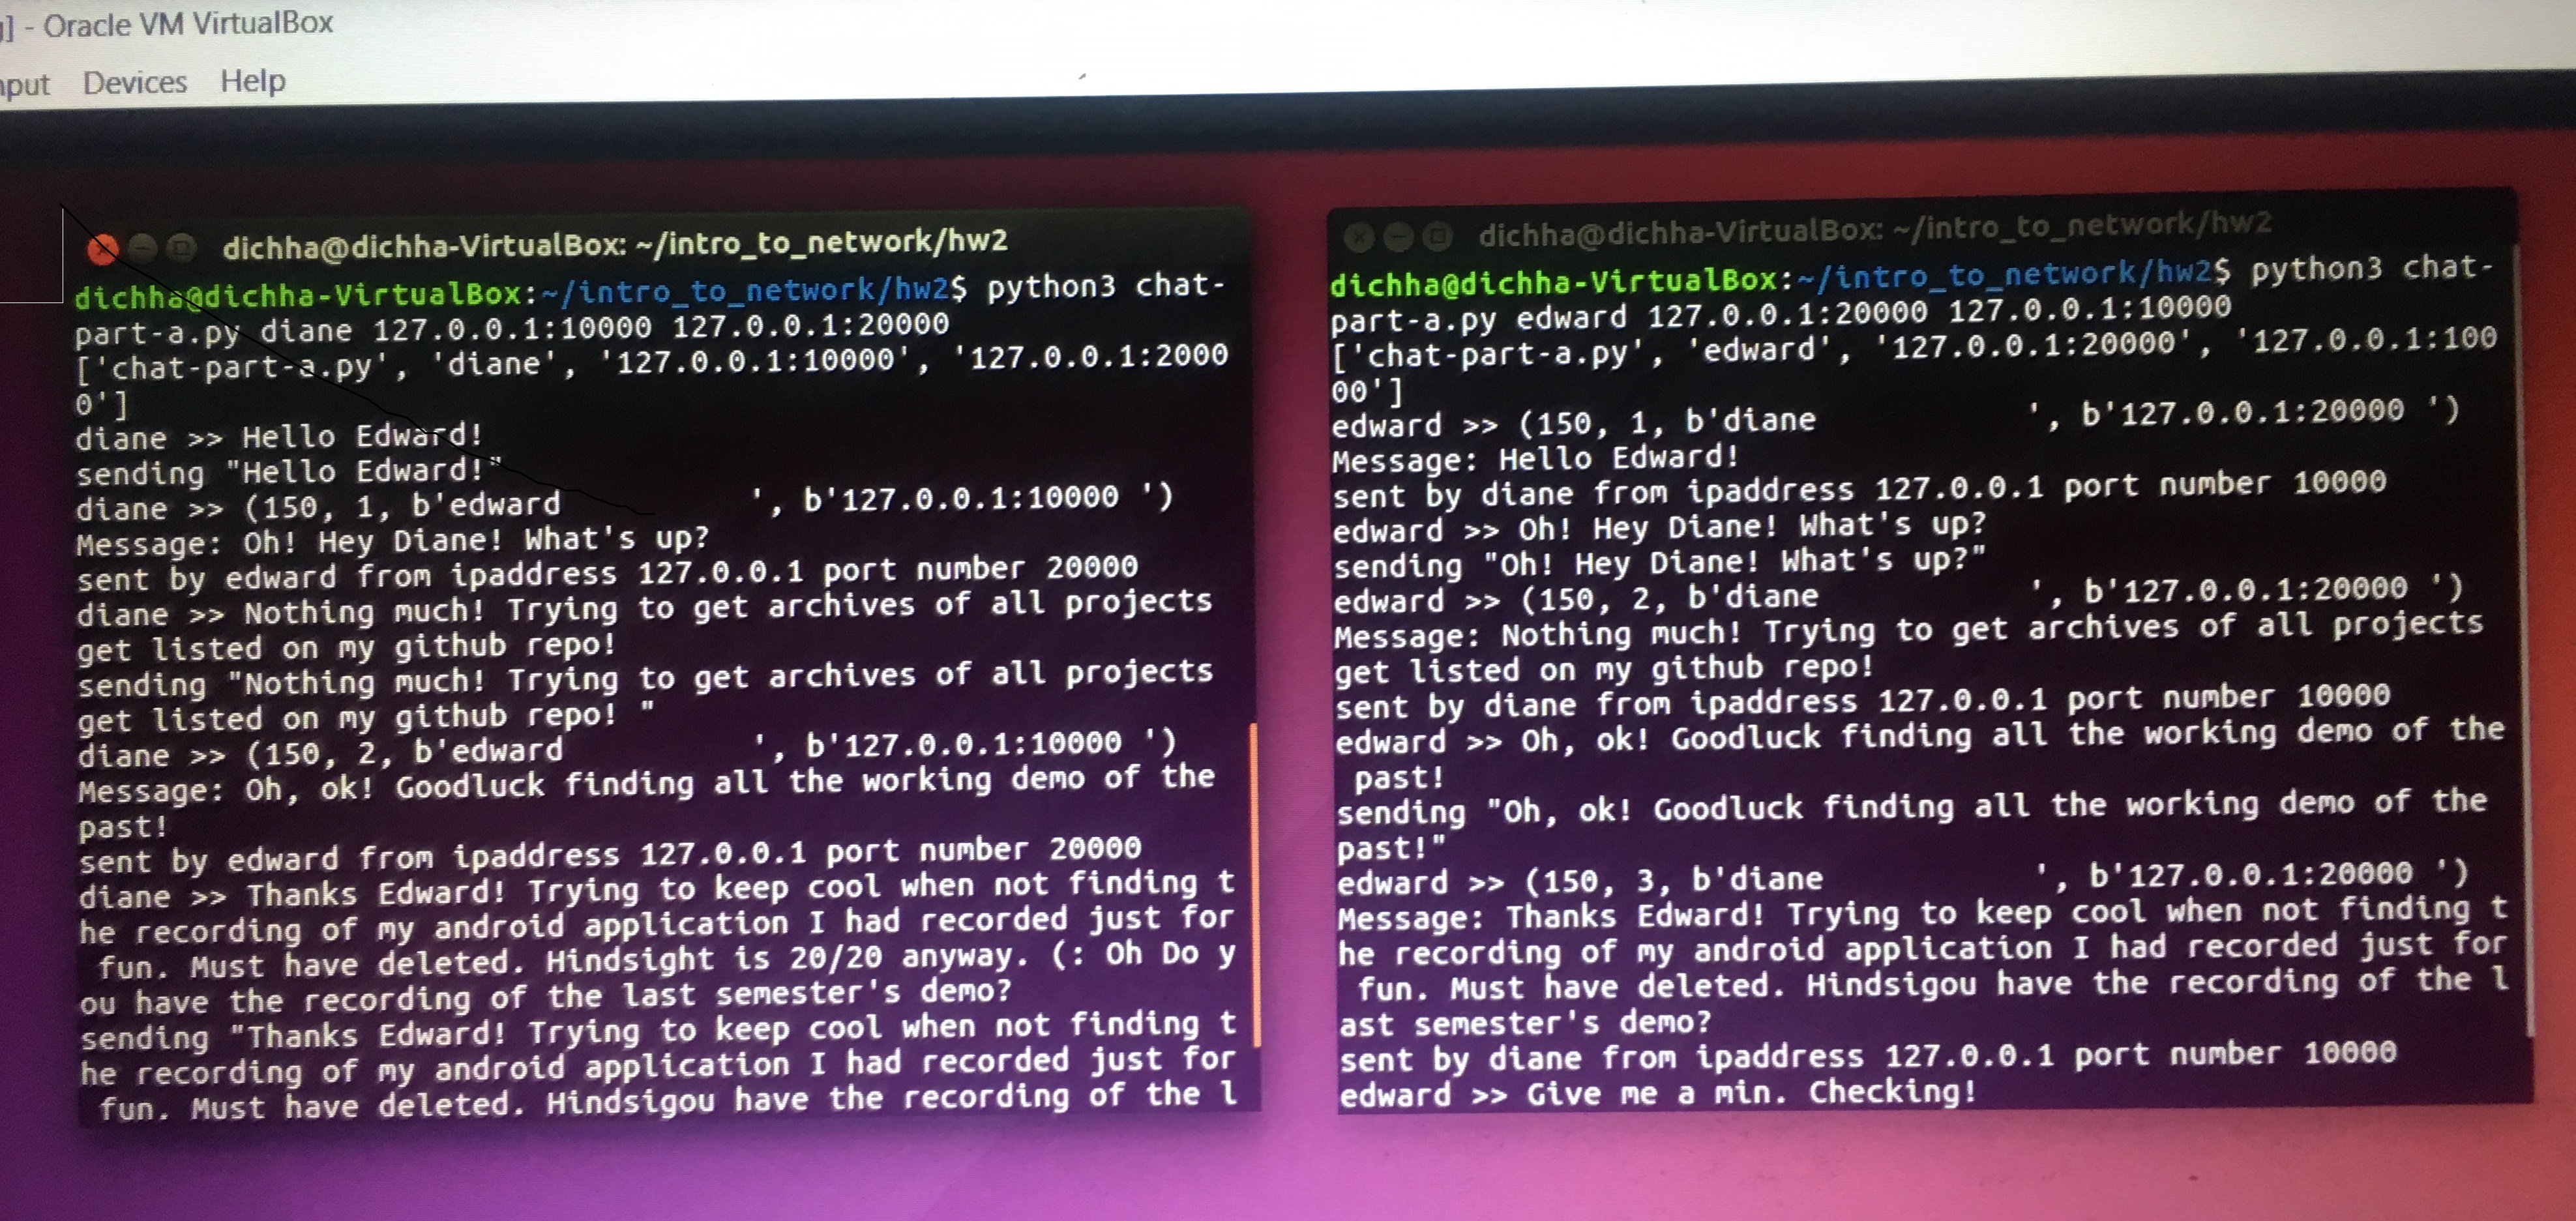 - Oracle VM VirtualBox
Devices Help
dichha@dichha-VirtualBox: ~/intro_to_network/hw2
dichha@dichha-VirtualBox:~/intro_to_network/hw2$ python3 chat-
part-a.py diane 127.0.0.1:10000 127.0.0.1:20000
['chat-part-a.py', 'diane', '127.0.0.1:10000', '127.0.0.1:2000
0']
diane >> Hello Edward!
sending "Hello Edward!"
diane >> (150, 1, b'edward          ', b'127.0.0.1:10000 ')
Message: Oh! Hey Diane! What's up?
sent by edward from ipaddress 127.0.0.1 port number 20000
diane >> Nothing much! Trying to get archives of all projects
get listed on my github repo!
sending "Nothing much! Trying to get archives of all projects
get listed on my github repo! "
diane >> (150, 2, b'edward          ', b'127.0.0.1:10000 ')
Message: Oh, ok! Goodluck finding all the working demo of the
past!
sent by edward from ipaddress 127.0.0.1 port number 20000
diane >> Thanks Edward! Trying to keep cool when not finding t
he recording of my android application I had recorded just for
 fun. Must have deleted. Hindsight is 20/20 anyway. (: Oh Do y
ou have the recording of the last semester's demo?
sending "Thanks Edward! Trying to keep cool when not finding t
he recording of my android application I had recorded just for
 fun. Must have deleted. Hindsigou have the recording of the l
dichha@dichha-VirtualBox: ~/intro_to_network/hw2
dichha@dichha-VirtualBox:~/intro_to_network/hw2$ python3 chat-
part-a.py edward 127.0.0.1:20000 127.0.0.1:10000
['chat-part-a.py', 'edward', '127.0.0.1:20000', '127.0.0.1:100
00']
edward >> (150, 1, b'diane           ', b'127.0.0.1:20000 ')
Message: Hello Edward!
sent by diane from ipaddress 127.0.0.1 port number 10000
edward >> Oh! Hey Diane! What's up?
sending "Oh! Hey Diane! What's up?"
edward >> (150, 2, b'diane           ', b'127.0.0.1:20000 ')
Message: Nothing much! Trying to get archives of all projects
get listed on my github repo!
sent by diane from ipaddress 127.0.0.1 port number 10000
edward >> Oh, ok! Goodluck finding all the working demo of the
 past!
sending "Oh, ok! Goodluck finding all the working demo of the
past!"
edward >> (150, 3, b'diane           ', b'127.0.0.1:20000 ')
Message: Thanks Edward! Trying to keep cool when not finding t
he recording of my android application I had recorded just for
 fun. Must have deleted. Hindsigou have the recording of the l
ast semester's demo?
sent by diane from ipaddress 127.0.0.1 port number 10000
edward >> Give me a min. Checking!